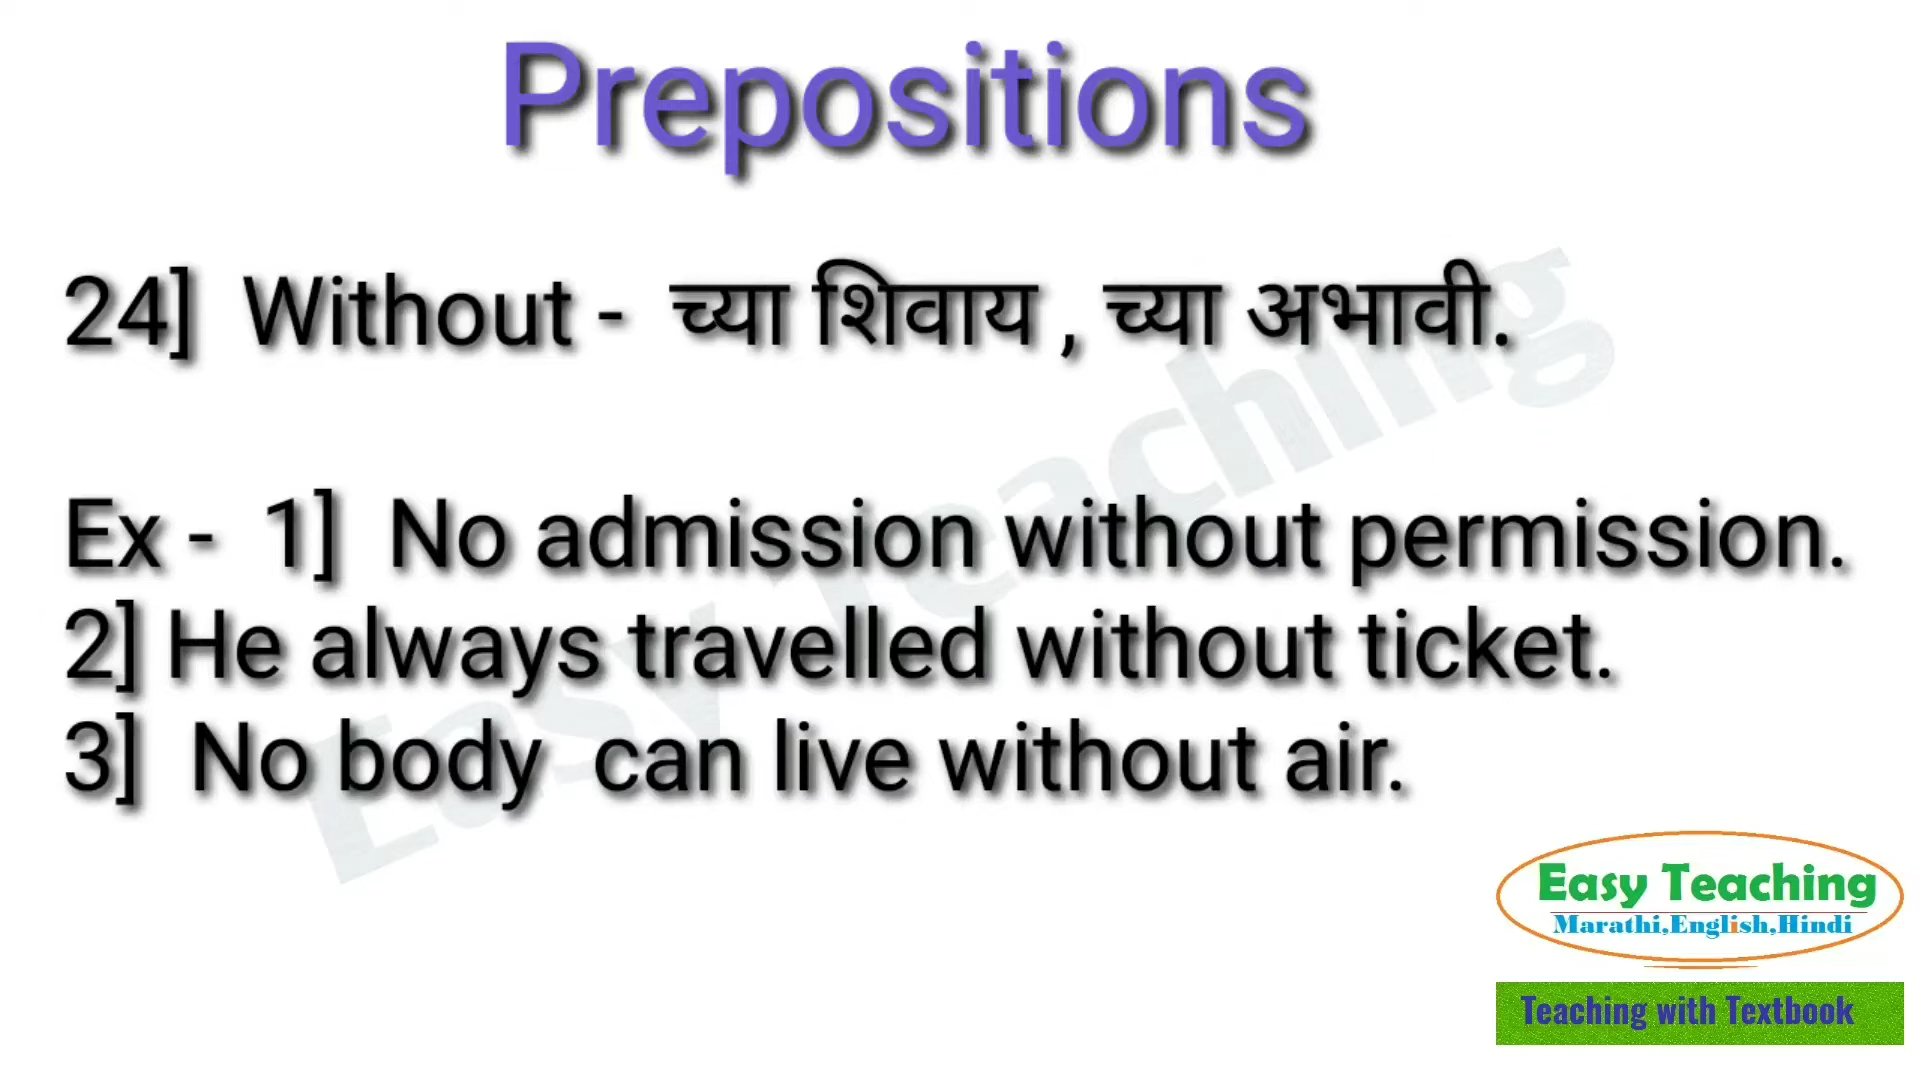 Prepositions
24] Without - च्या शिवाय , च्या अभावी.
Ex - 1] No admission without permission.
2] He always travelled without ticket.
3] No body can live without air.
Easy Teaching
Easy Teaching
Marathi,English,Hindi
Teaching with Textbook